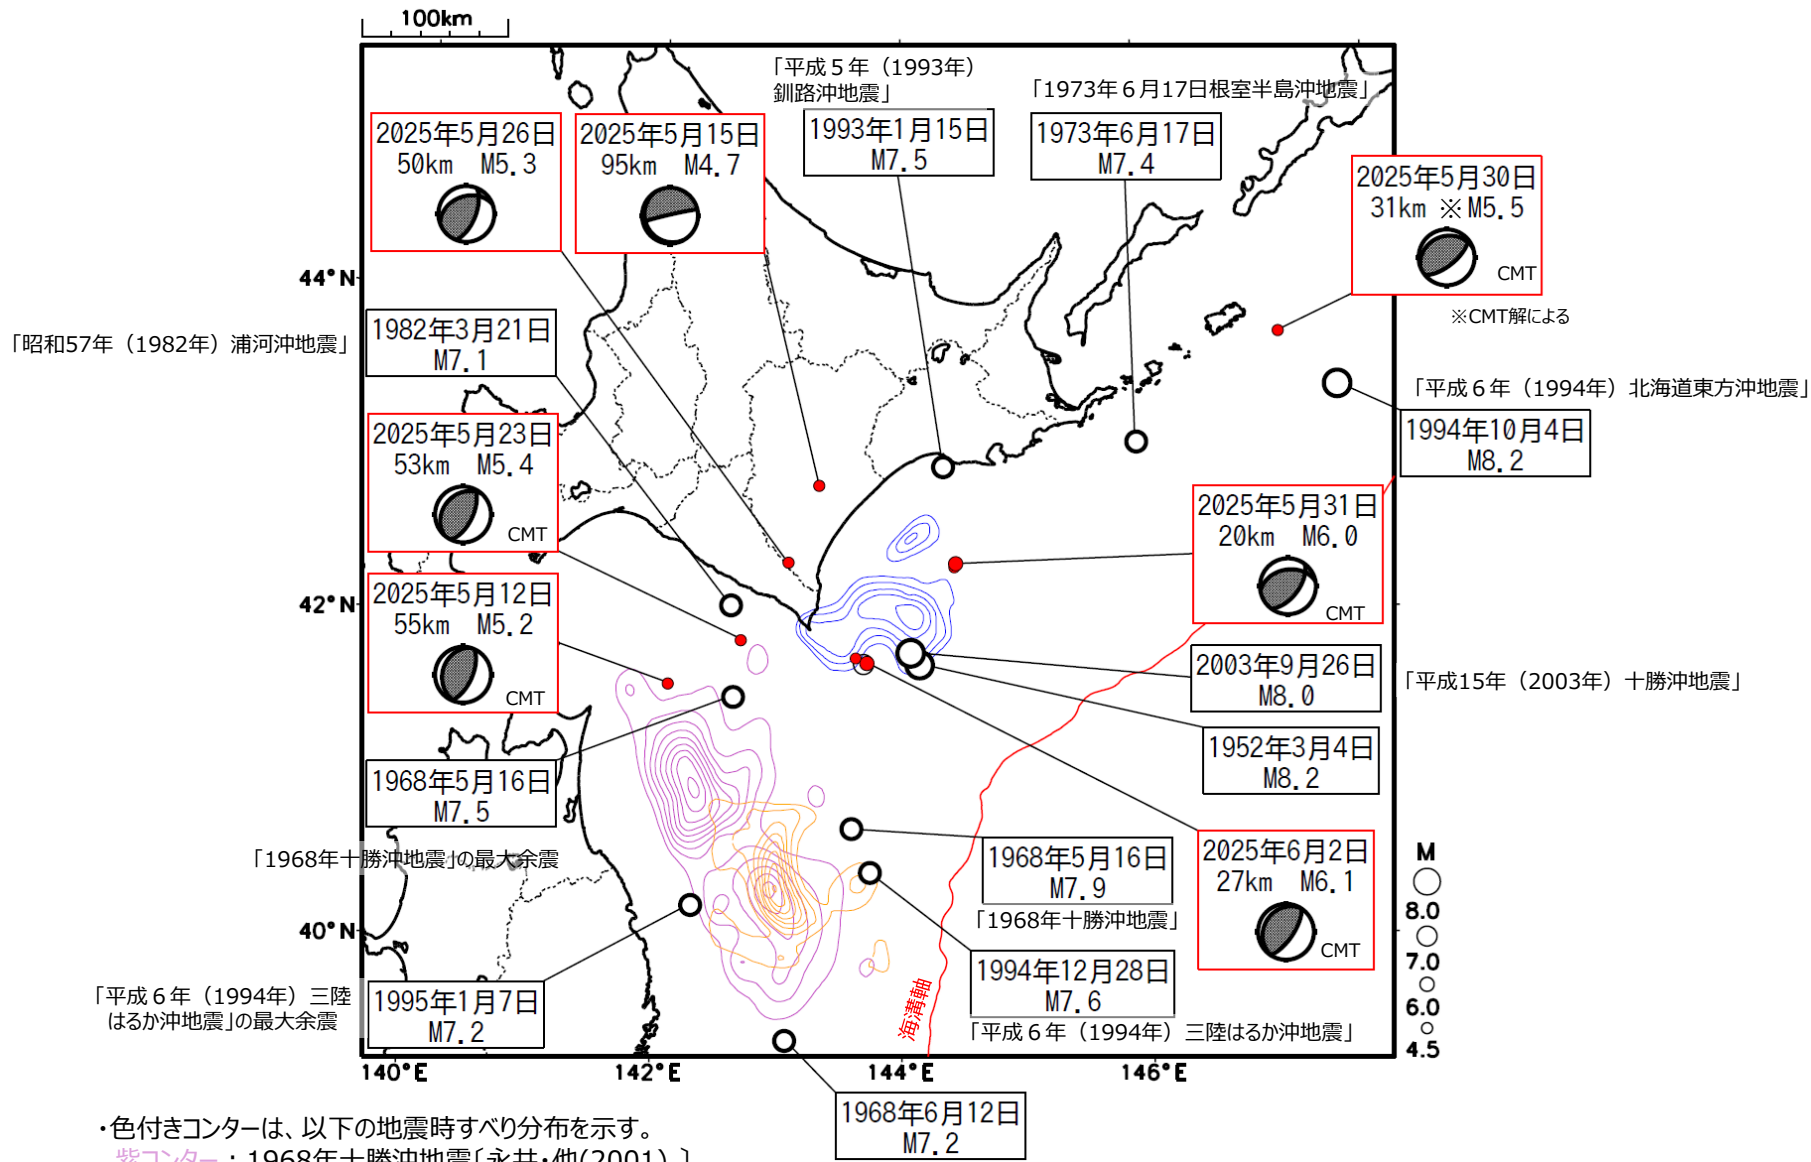 100km
「平成５年（1993年）
釧路沖地震」
「1973年６月17日根室半島沖地震」
2025年5月26日
50km M5.3
2025年5月15日
95km M4.7
1993年1月15日
M7.5
1973年6月17日
M7.4
2025年5月30日
31km ※M5.5
CMT
※CMT解による
44°N
「昭和57年（1982年）浦河沖地震」
1982年3月21日
M7.1
「平成６年（1994年）北海道東方沖地震」
1994年10月4日
M8.2
2025年5月23日
53km M5.4
CMT
2025年5月31日
20km M6.0
CMT
42°N
2025年5月12日
55km M5.2
CMT
2003年9月26日
M8.0
「平成15年（2003年）十勝沖地震」
1952年3月4日
M8.2
1968年5月16日
M7.5
「1968年十勝沖地震」の最大余震
1968年5月16日
M7.9
「1968年十勝沖地震」
2025年6月2日
27km M6.1
CMT
M
8.0
7.0
6.0
4.5
40°N
「平成６年（1994年）三陸
はるか沖地震」の最大余震
1995年1月7日
M7.2
1994年12月28日
M7.6
「平成６年（1994年）三陸はるか沖地震」
海溝軸
140°E
142°E
144°E
146°E
1968年6月12日
M7.2
・色付きコンターは、以下の地震時すべり分布を示す。
紫コンター：1968年十勝沖地震〔永井・他(2001)〕